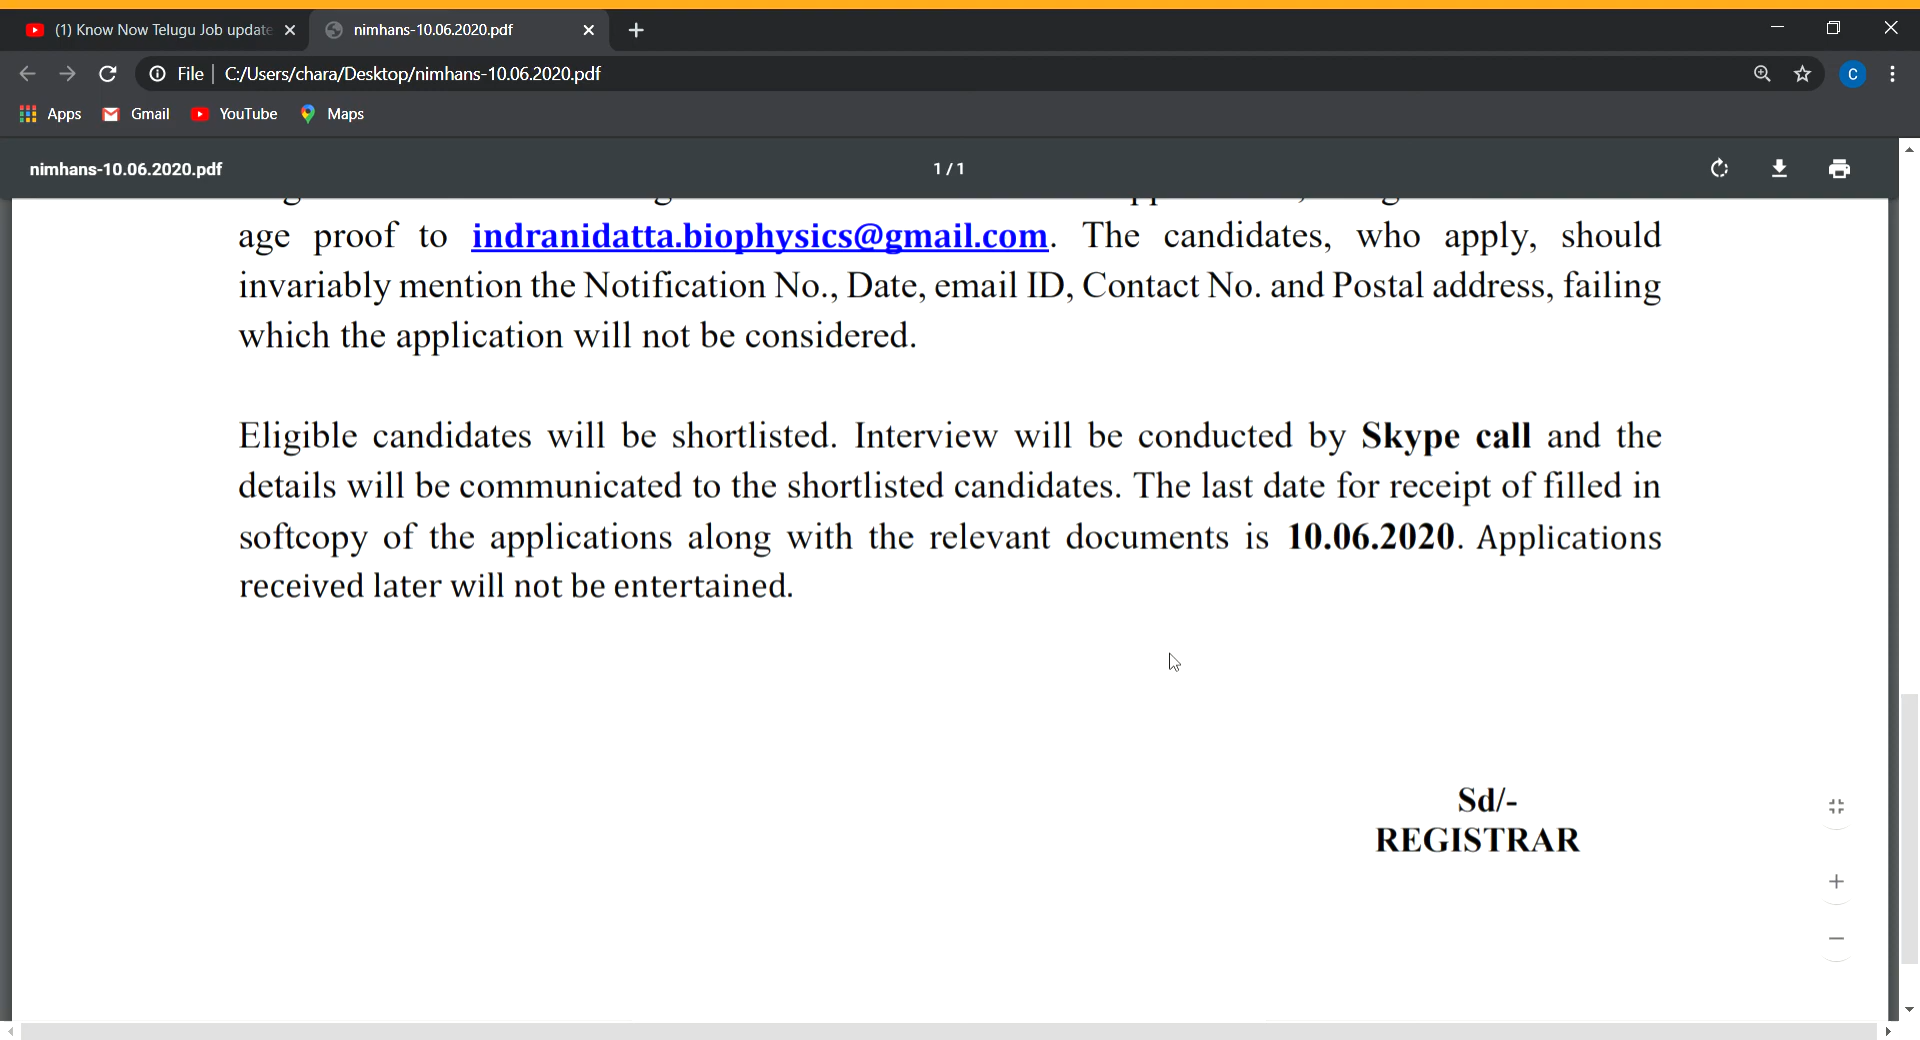 (1) Know Now Telugu Job update
nimhans-10.06.2020.pdf
File
C:/Users/chara/Desktop/nimhans-10.06.2020.pdf
C
Apps
Gmail
YouTube
Maps
nimhans-10.06.2020.pdf
1 / 1
age proof to indranidatta.biophysics@gmail.com. The candidates, who apply, should
invariably mention the Notification No., Date, email ID, Contact No. and Postal address, failing
which the application will not be considered.
Eligible candidates will be shortlisted. Interview will be conducted by Skype call and the
details will be communicated to the shortlisted candidates. The last date for receipt of filled in
softcopy of the applications along with the relevant documents is 10.06.2020. Applications
received later will not be entertained.
Sd/-
REGISTRAR